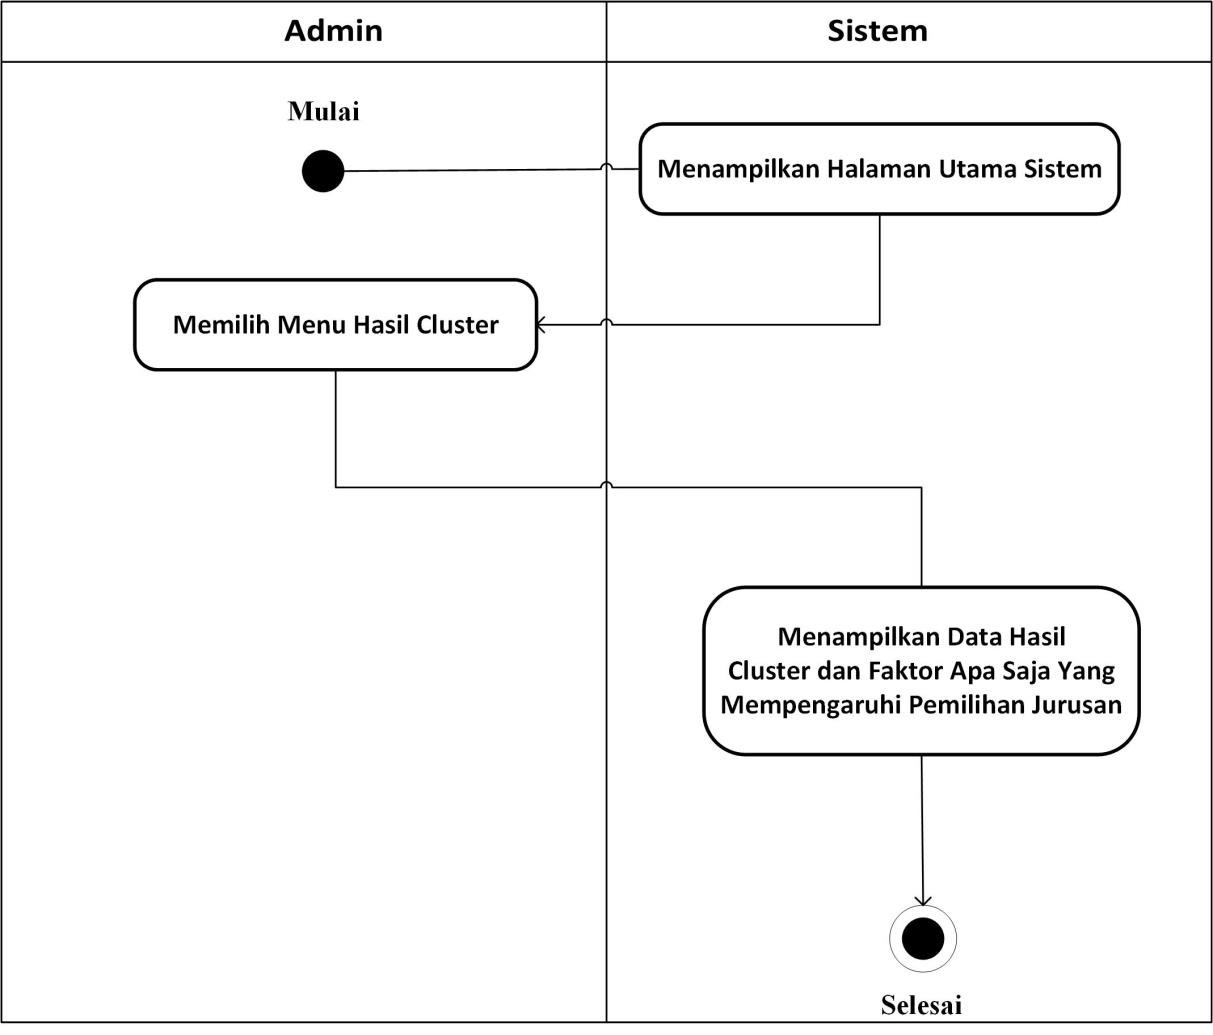 Admin
Sistem
Mulai
Menampilkan Halaman Utama Sistem
Memilih Menu Hasil Cluster
Menampilkan Data Hasil
Cluster dan Faktor Apa Saja Yang
Mempengaruhi Pemilihan Jurusan
Selesai